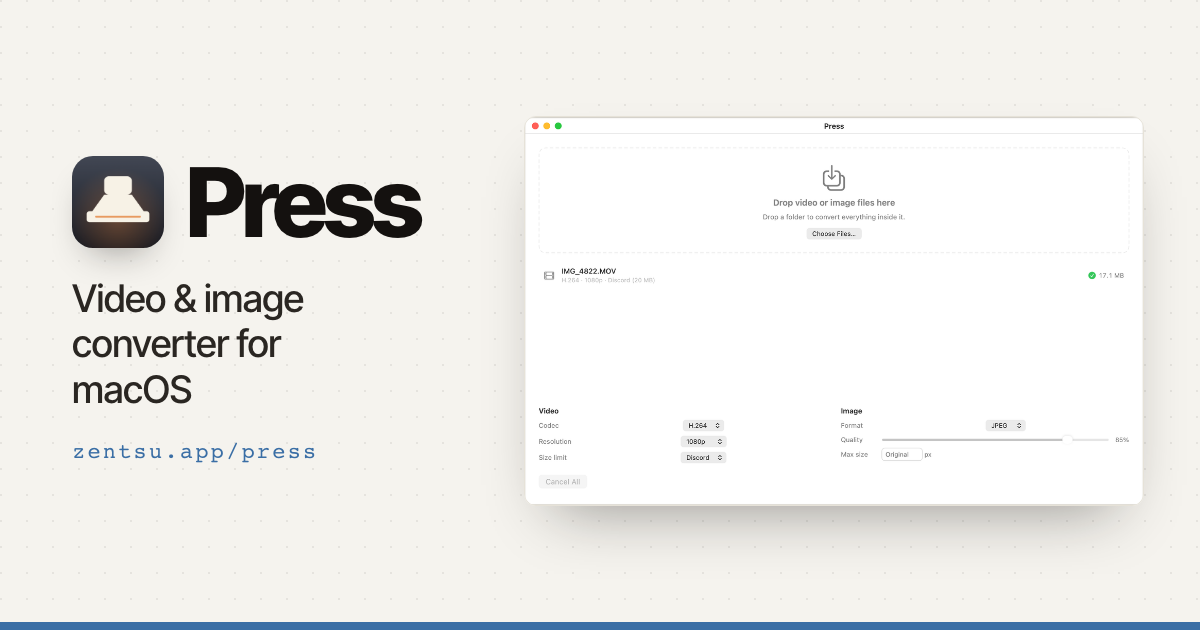 Press
Video & image
converter for
macOS
zentsu.app/press
Press
Drop video or image files here
Drop a folder to convert everything inside it.
Choose Files...
IMG_4822.MOV
H.264 · 1080p · Discord (20 MB)
17.1 MB
Video
Codec
H.264
Resolution
1080p
Size limit
Discord
Cancel All
Image
Format
JPEG
Quality
85%
Max size
Original
px